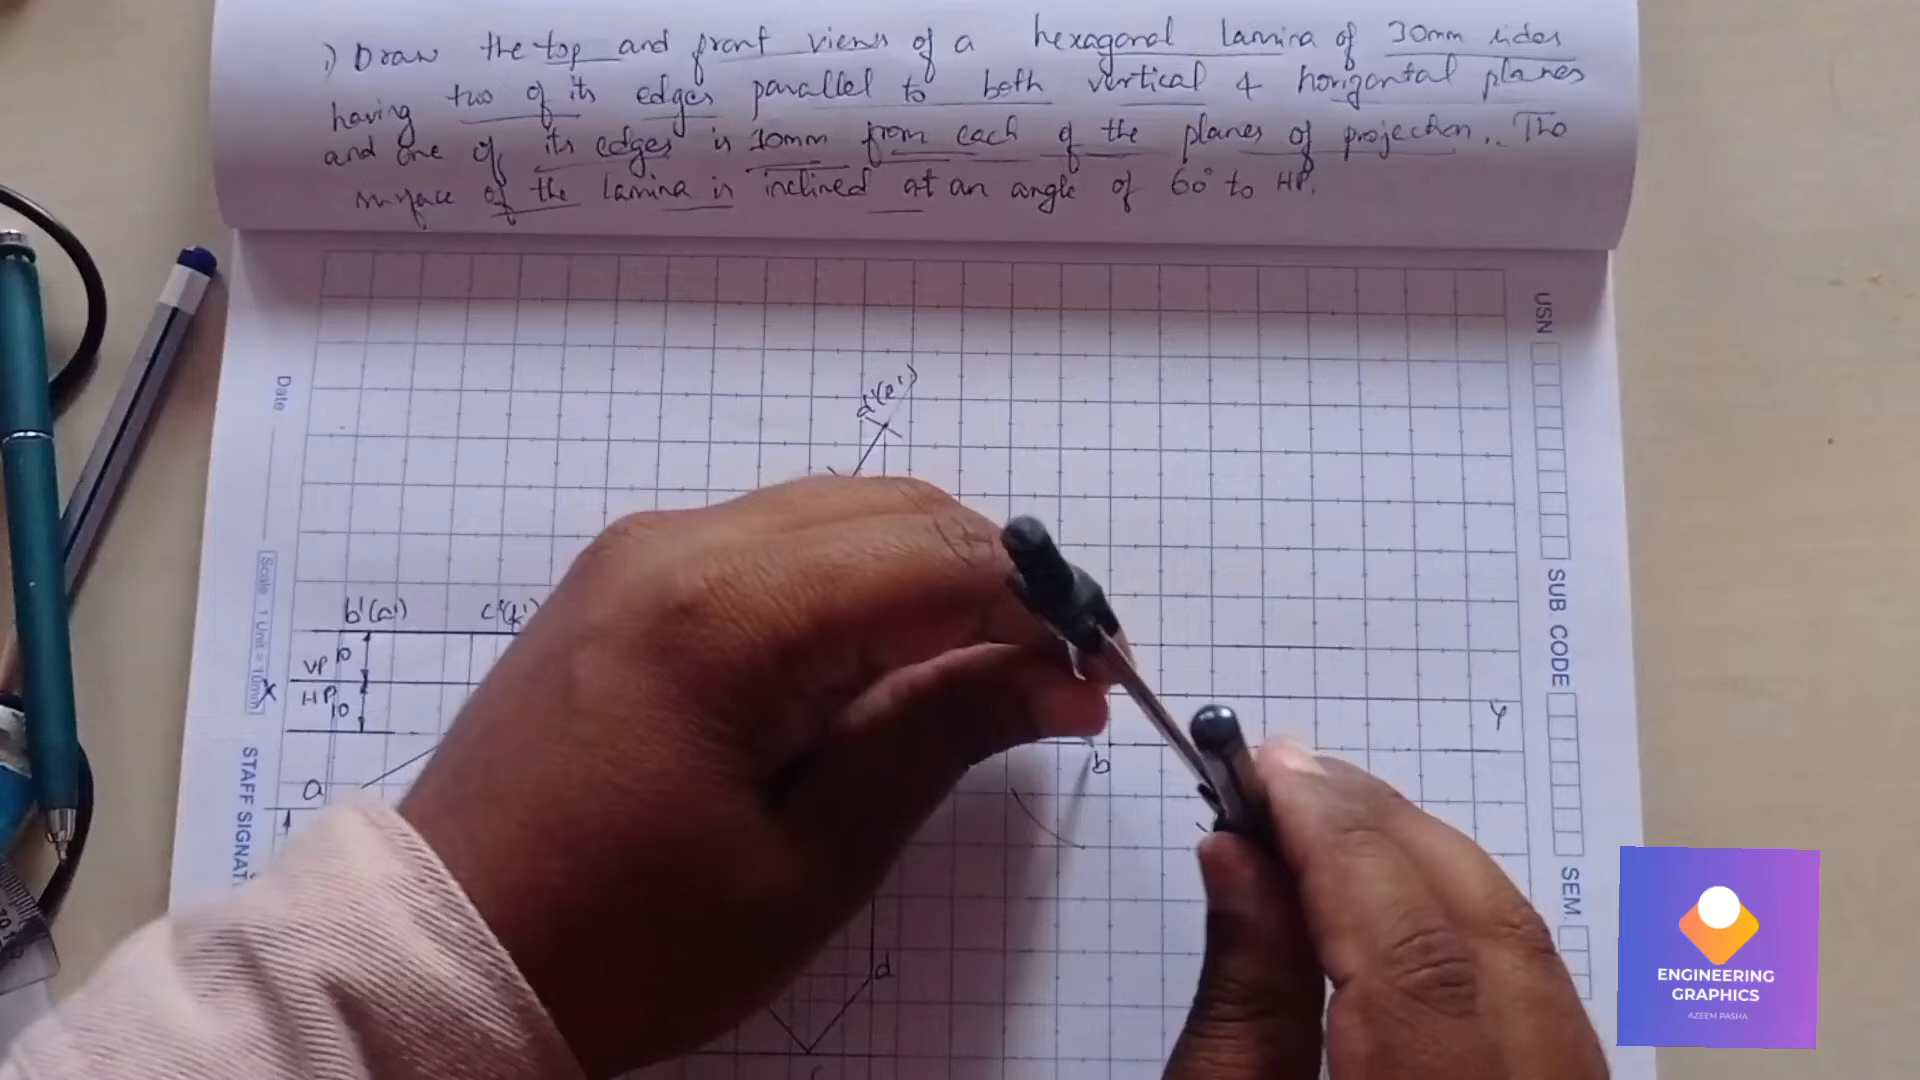 1) Draw the top and front views of a hexagonal lamina of 30mm sides
having two of its edges parallel to both vertical & horizontal planes
and one of its edges is 10mm from each of the planes of projection. The
surface of the lamina is inclined at an angle of 60° to HP.
USN
Date
d'(e')
SUB. CODE
Scale 1 Unit = 10mm
b'(a')
VP 10
HP 10
X
Y
b
a
STAFF SIGNAT
SEM.
d
ENGINEERING
GRAPHICS
AZEEM PASHA